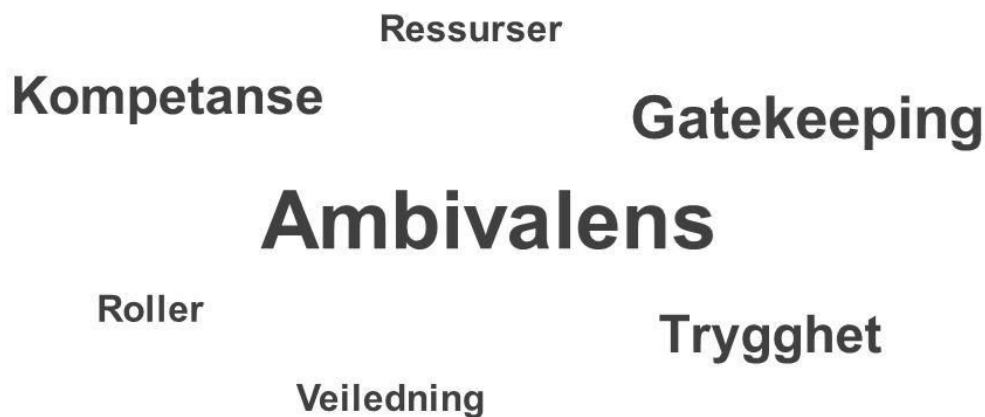 Ressurser
Kompetanse
Gatekeeping
Ambivalens
Roller
Trygghet
Veiledning